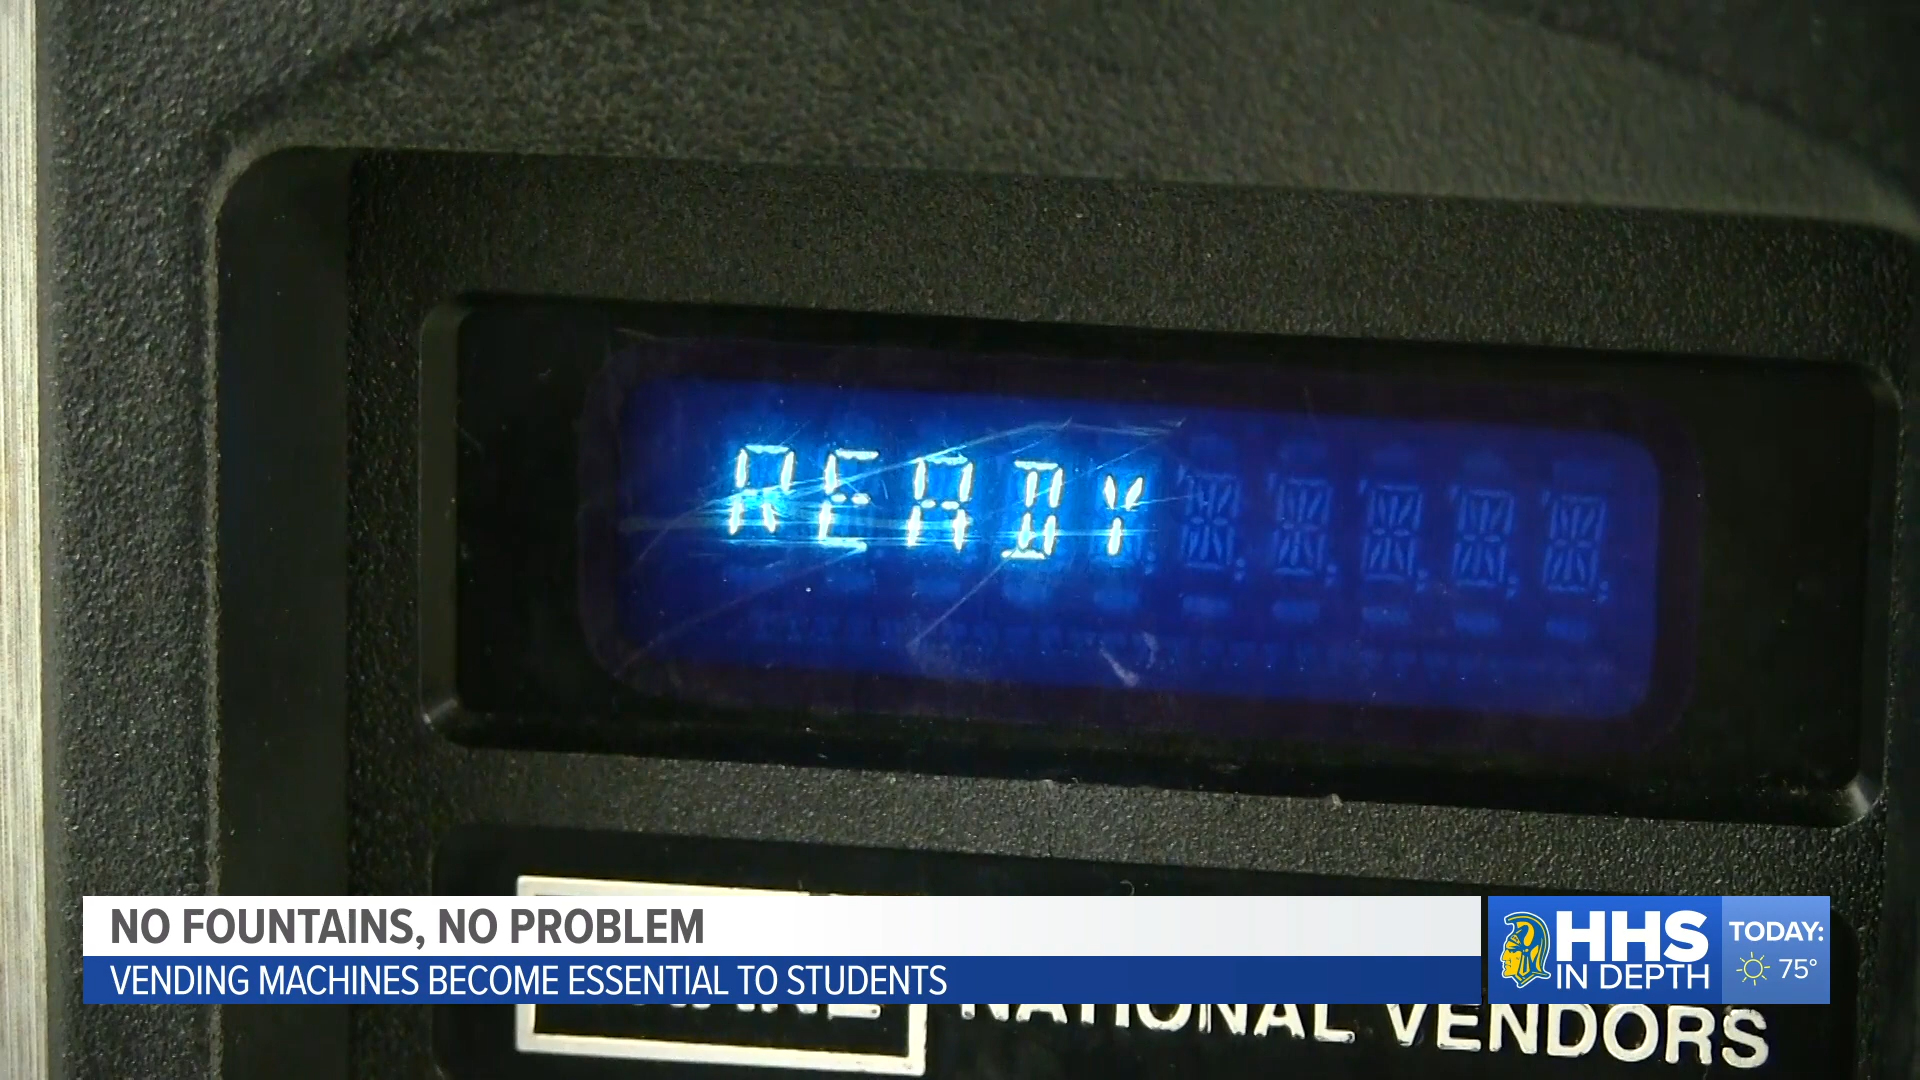 READY
NO FOUNTAINS, NO PROBLEM
VENDING MACHINES BECOME ESSENTIAL TO STUDENTS
HHS
IN DEPTH
TODAY:
75°
NATIONAL VENDORS